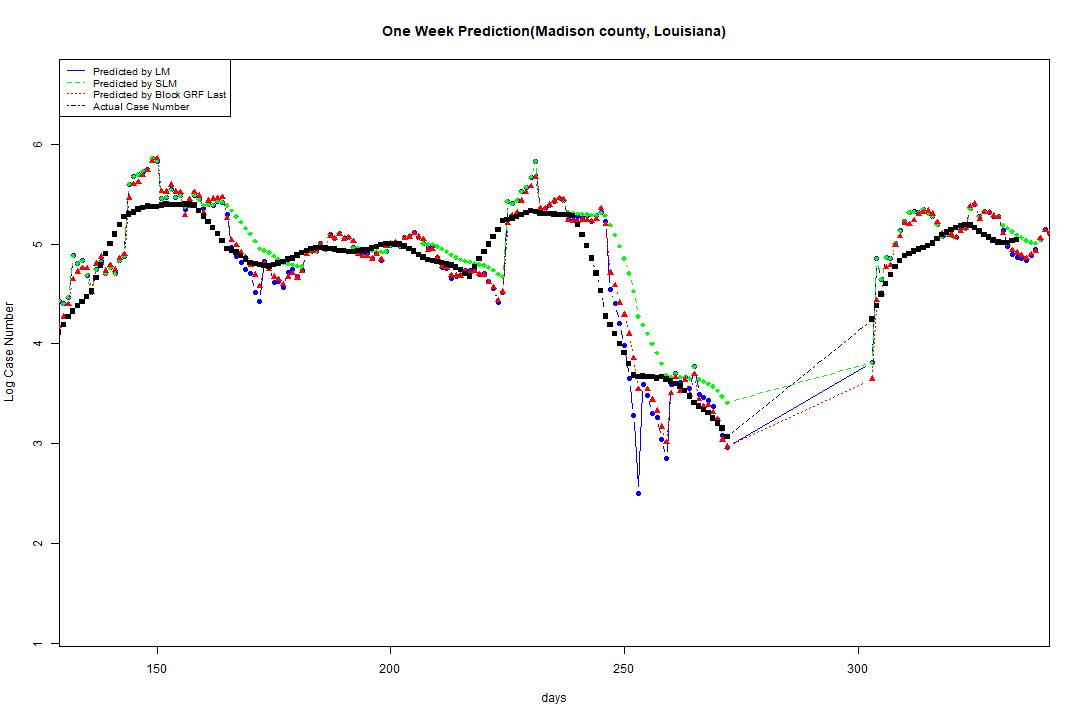 One Week Prediction(Madison county, Louisiana)
Predicted by LM
Predicted by SLM
Predicted by Block GRF Last
Actual Case Number
6
5
4
3
2
1
Log Case Number
150 200 250 300
days